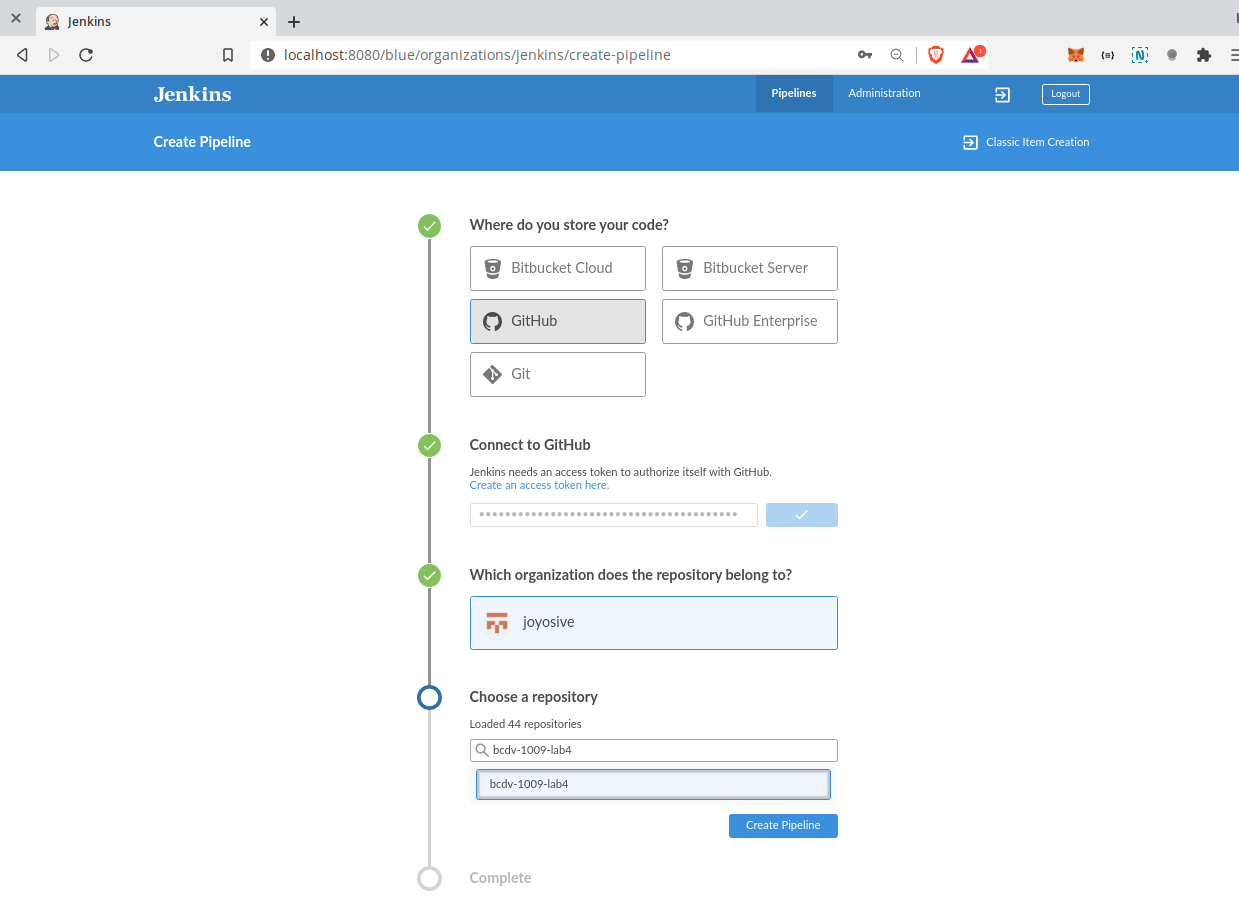 Jenkins
localhost:8080/blue/organizations/jenkins/create-pipeline
1
Jenkins
Pipelines
Administration
Logout
Create Pipeline
Classic Item Creation
Where do you store your code?
Bitbucket Cloud
Bitbucket Server
GitHub
GitHub Enterprise
Git
Connect to GitHub
Jenkins needs an access token to authorize itself with GitHub.
Create an access token here.
Which organization does the repository belong to?
joyosive
Choose a repository
Loaded 44 repositories
bcdv-1009-lab4
bcdv-1009-lab4
Create Pipeline
Complete